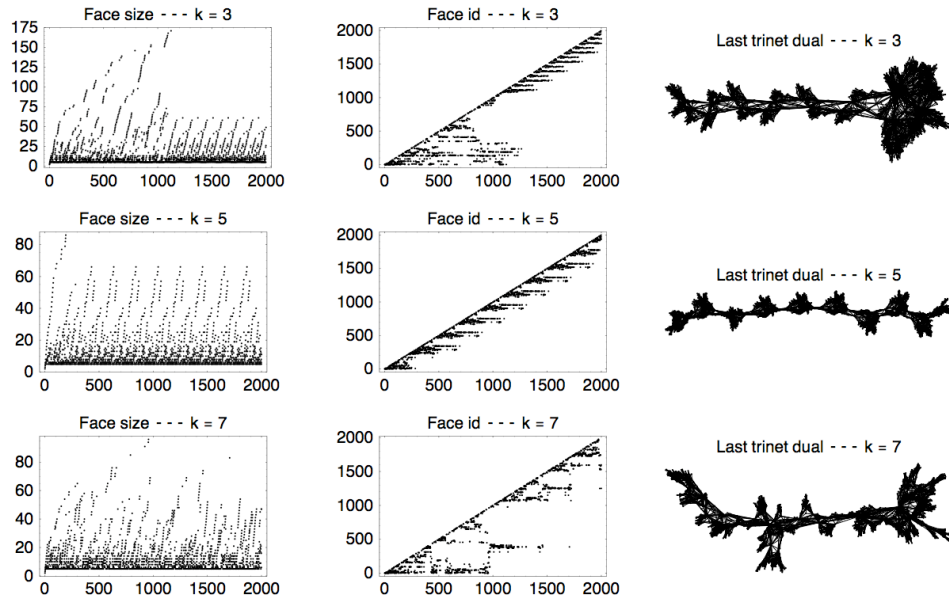 Face size --- k = 3
175
150
125
100
75
50
25
0
0 500 1000 1500 2000
Face id --- k = 3
2000
1500
1000
500
0
0 500 1000 1500 2000
Last trinet dual --- k = 3
Face size --- k = 5
80
60
40
20
0
0 500 1000 1500 2000
Face id --- k = 5
2000
1500
1000
500
0
0 500 1000 1500 2000
Last trinet dual --- k = 5
Face size --- k = 7
80
60
40
20
0
0 500 1000 1500 2000
Face id --- k = 7
2000
1500
1000
500
0
0 500 1000 1500 2000
Last trinet dual --- k = 7